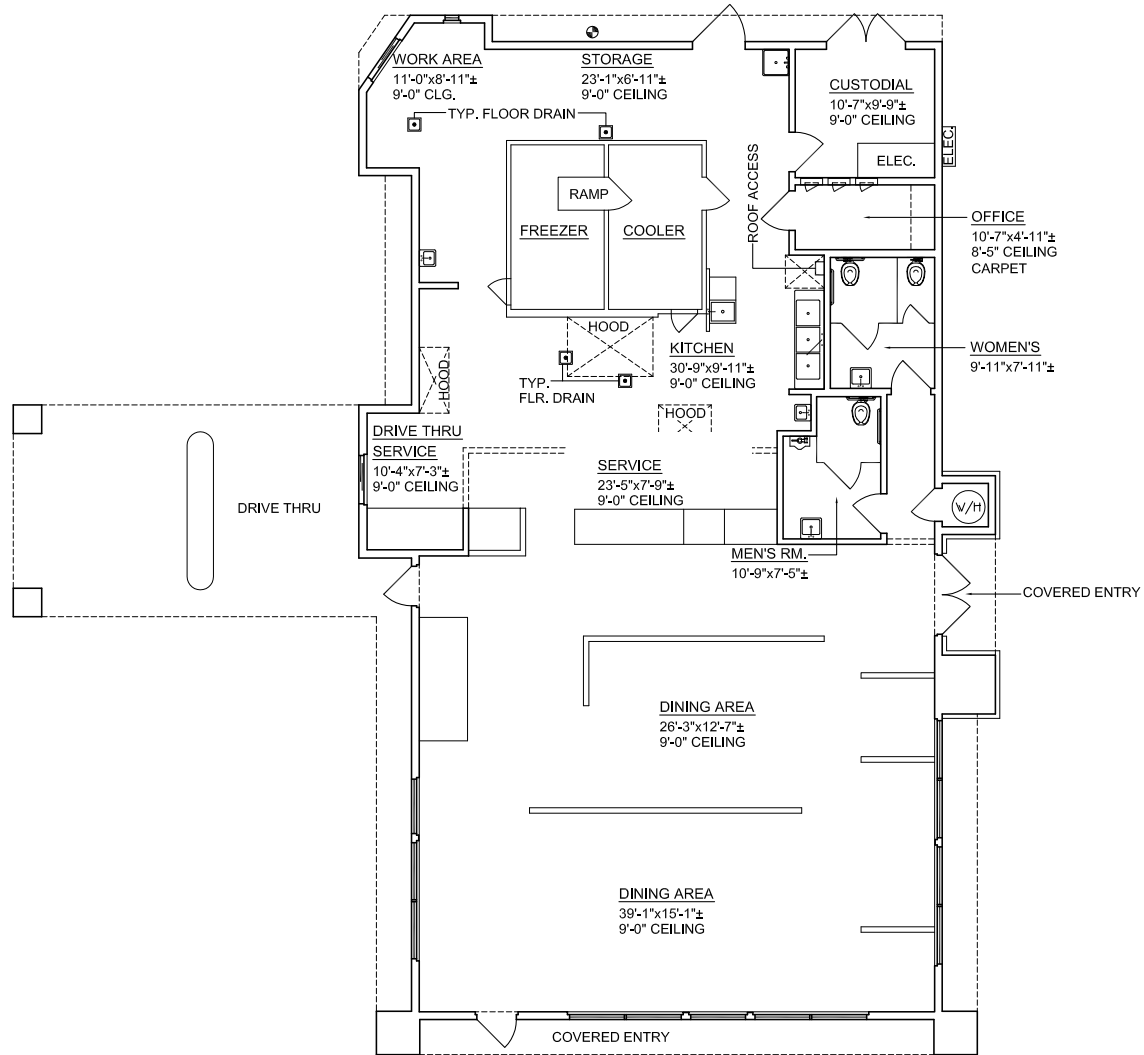 WORK AREA
11'-0"x8'-11"±
9'-0" CLG.
STORAGE
23'-1"x6'-11"±
9'-0" CEILING
CUSTODIAL
10'-7"x9'-9"±
9'-0" CEILING
TYP. FLOOR DRAIN
ELEC.
ELEC.
ROOF ACCESS
RAMP
FREEZER
COOLER
OFFICE
10'-7"x4'-11"±
8'-5" CEILING
CARPET
HOOD
KITCHEN
30'-9"x9'-11"±
9'-0" CEILING
WOMEN'S
9'-11"x7'-11"±
TYP.
FLR. DRAIN
HOOD
HOOD
DRIVE THRU
SERVICE
10'-4"x7'-3"±
9'-0" CEILING
SERVICE
23'-5"x7'-9"±
9'-0" CEILING
DRIVE THRU
W/H
MEN'S RM.
10'-9"x7'-5"±
COVERED ENTRY
DINING AREA
26'-3"x12'-7"±
9'-0" CEILING
DINING AREA
39'-1"x15'-1"±
9'-0" CEILING
COVERED ENTRY